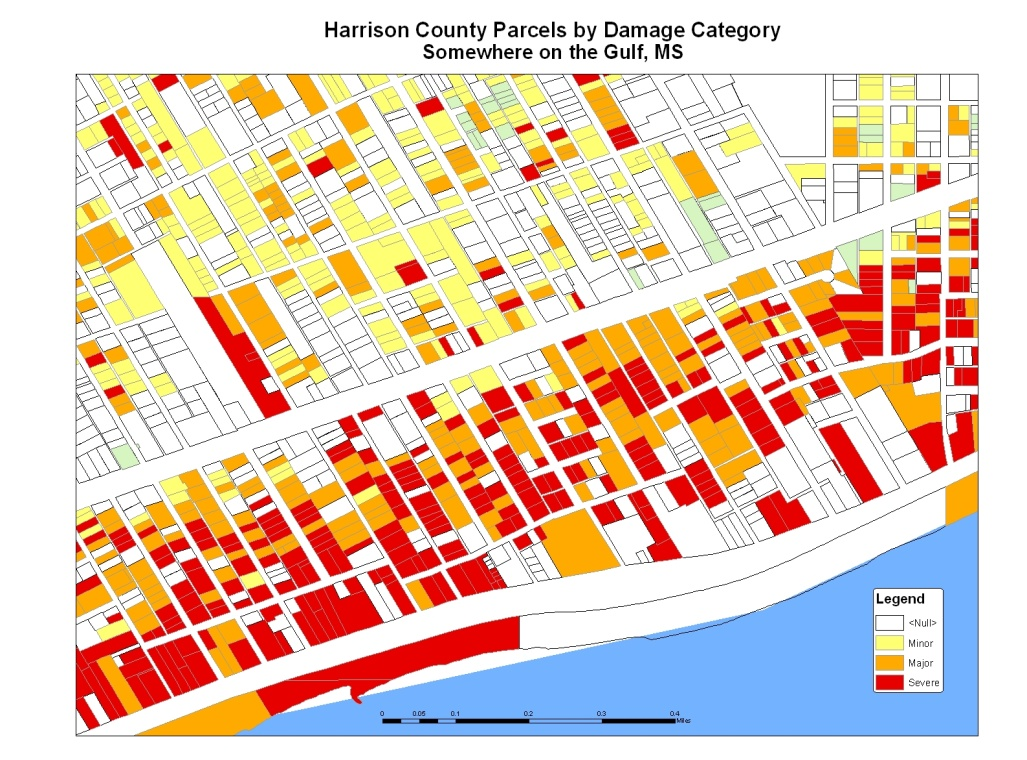 Harrison County Parcels by Damage Category
Somewhere on the Gulf, MS
Legend
<Null>
Minor
Major
Severe
0 0.05 0.1 0.2 0.3 0.4
Miles